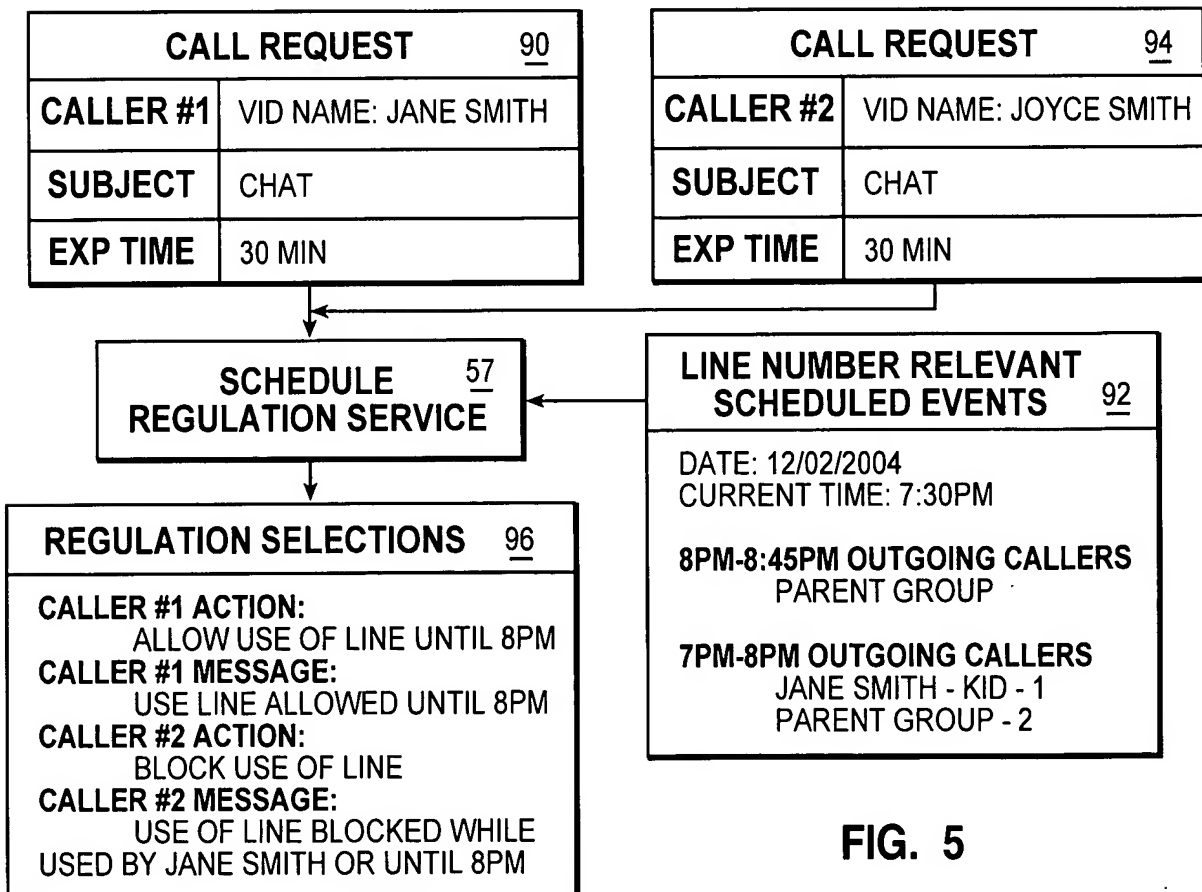 CALL REQUEST 90
CALLER #1 VID NAME: JANE SMITH
SUBJECT CHAT
EXP TIME 30 MIN
CALL REQUEST 94
CALLER #2 VID NAME: JOYCE SMITH
SUBJECT CHAT
EXP TIME 30 MIN
SCHEDULE 57
REGULATION SERVICE
LINE NUMBER RELEVANT
SCHEDULED EVENTS 92
DATE: 12/02/2004
CURRENT TIME: 7:30PM
8PM-8:45PM OUTGOING CALLERS
PARENT GROUP
7PM-8PM OUTGOING CALLERS
JANE SMITH - KID - 1
PARENT GROUP - 2
REGULATION SELECTIONS 96
CALLER #1 ACTION:
ALLOW USE OF LINE UNTIL 8PM
CALLER #1 MESSAGE:
USE LINE ALLOWED UNTIL 8PM
CALLER #2 ACTION:
BLOCK USE OF LINE
CALLER #2 MESSAGE:
USE OF LINE BLOCKED WHILE
USED BY JANE SMITH OR UNTIL 8PM
FIG. 5